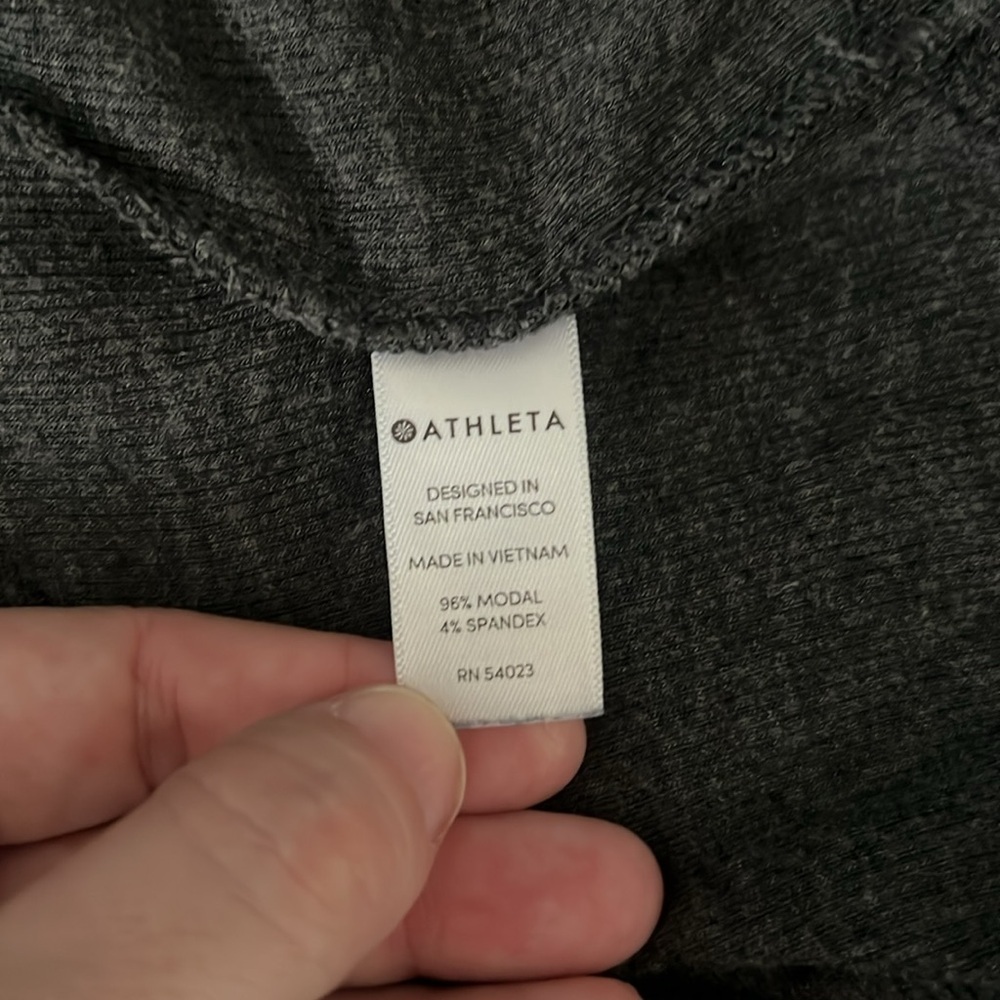 ATHLETA
DESIGNED IN
SAN FRANCISCO
MADE IN VIETNAM
96% MODAL
4% SPANDEX
RN 54023